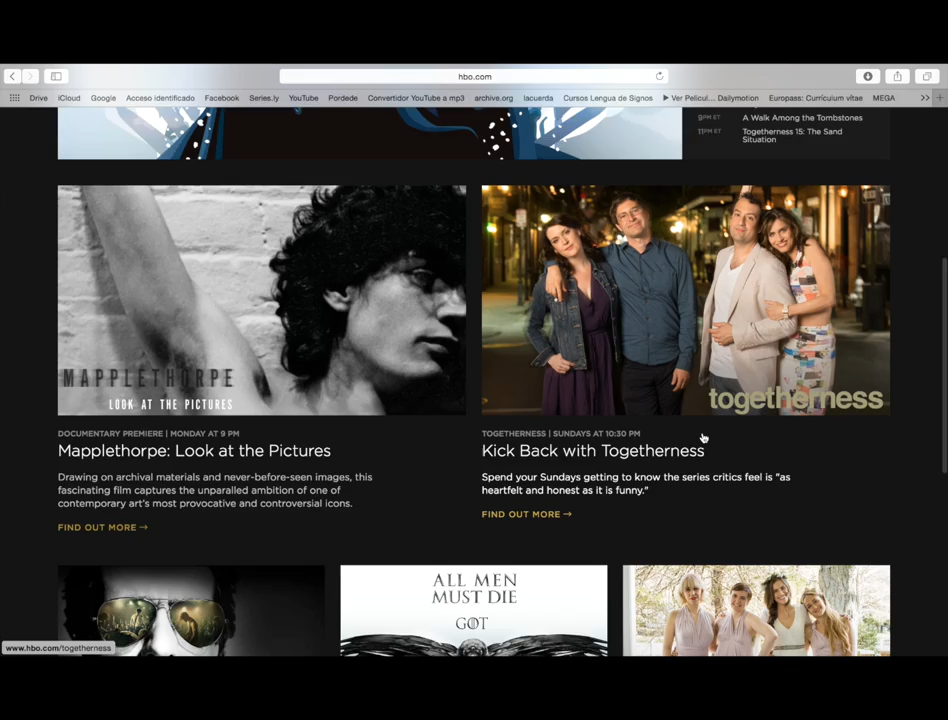 hbo.com
Drive iCloud Google Acceso identificado Facebook Series.ly YouTube Pordede Convertidor YouTube a mp3 archive.org lacuerda Cursos Lengua de Signos ▶ Ver Películ... Dailymotion Europass: Currículum vítae MEGA
9PM ET A Walk Among the Tombstones
11PM ET Togetherness 15: The Sand
Situation
MAPPLETHORPE
LOOK AT THE PICTURES
togetherness
DOCUMENTARY PREMIERE | MONDAY AT 9 PM
Mapplethorpe: Look at the Pictures
Drawing on archival materials and never-before-seen images, this
fascinating film captures the unparalled ambition of one of
contemporary art's most provocative and controversial icons.
FIND OUT MORE →
TOGETHERNESS | SUNDAYS AT 10:30 PM
Kick Back with Togetherness
Spend your Sundays getting to know the series critics feel is "as
heartfelt and honest as it is funny."
FIND OUT MORE →
ALL MEN
MUST DIE
GOT
www.hbo.com/togetherness